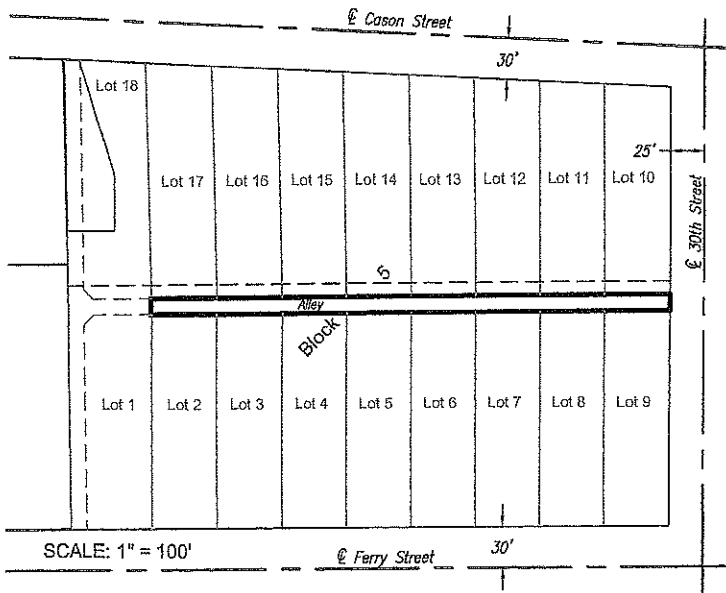 ℄ Cason Street
30'
Lot 18
25'
Lot 17 Lot 16 Lot 15 Lot 14 Lot 13 Lot 12 Lot 11 Lot 10
℄ 30th Street
5
Alley
Block
Lot 1 Lot 2 Lot 3 Lot 4 Lot 5 Lot 6 Lot 7 Lot 8 Lot 9
SCALE: 1" = 100'
30'
℄ Ferry Street